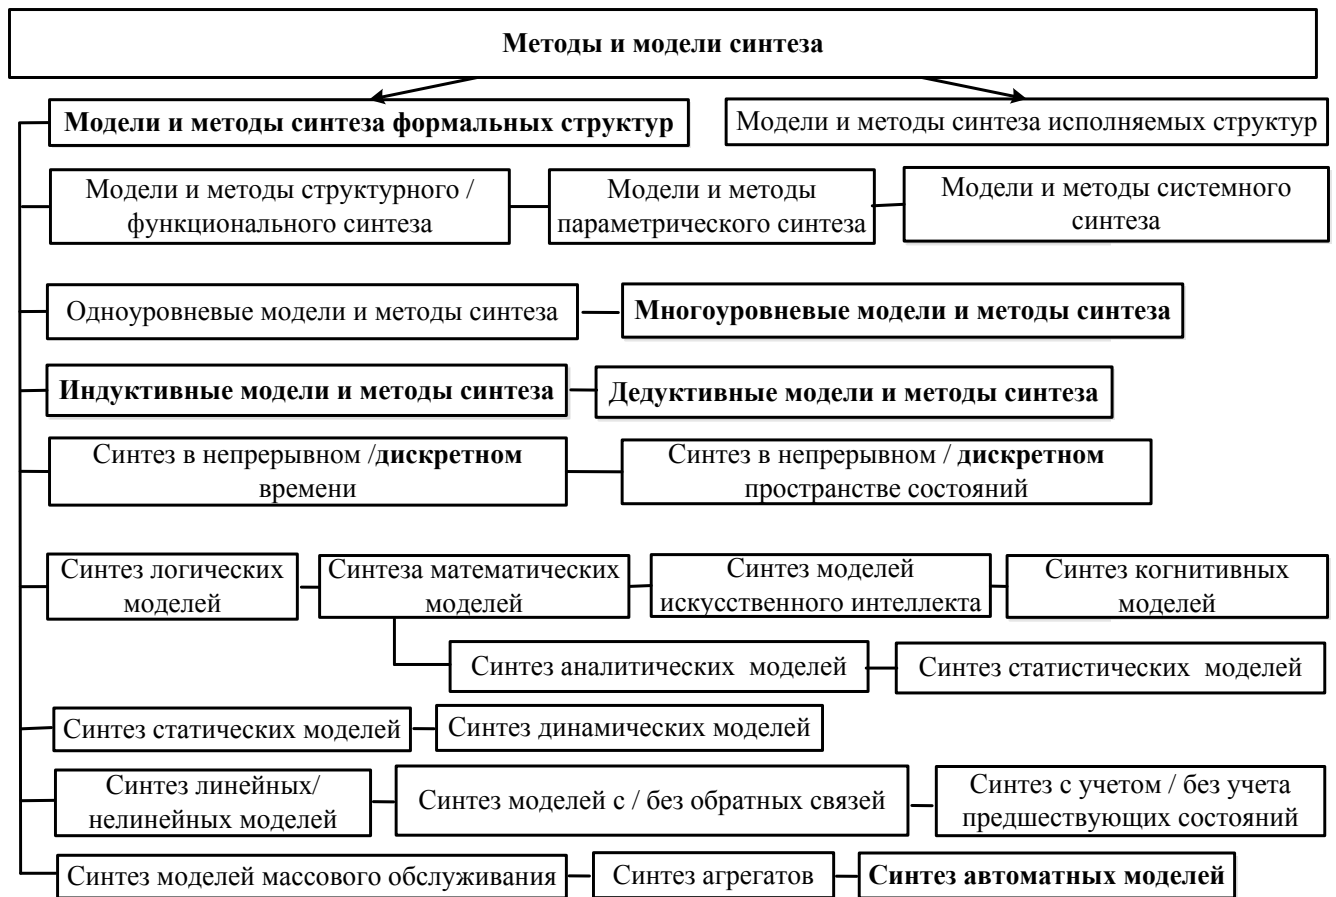 Методы и модели синтеза
Модели и методы синтеза формальных структур
Модели и методы синтеза исполняемых структур
Модели и методы структурного /
функционального синтеза
Модели и методы
параметрического синтеза
Модели и методы системного
синтеза
Одноуровневые модели и методы синтеза
Многоуровневые модели и методы синтеза
Индуктивные модели и методы синтеза
Дедуктивные модели и методы синтеза
Синтез в непрерывном /дискретном
времени
Синтез в непрерывном / дискретном
пространстве состояний
Синтез логических
моделей
Синтеза математических
моделей
Синтез моделей
искусственного интеллекта
Синтез когнитивных
моделей
Синтез аналитических моделей
Синтез статистических моделей
Синтез статических моделей
Синтез динамических моделей
Синтез линейных/
нелинейных моделей
Синтез моделей с / без обратных связей
Синтез с учетом / без учета
предшествующих состояний
Синтез моделей массового обслуживания
Синтез агрегатов
Синтез автоматных моделей